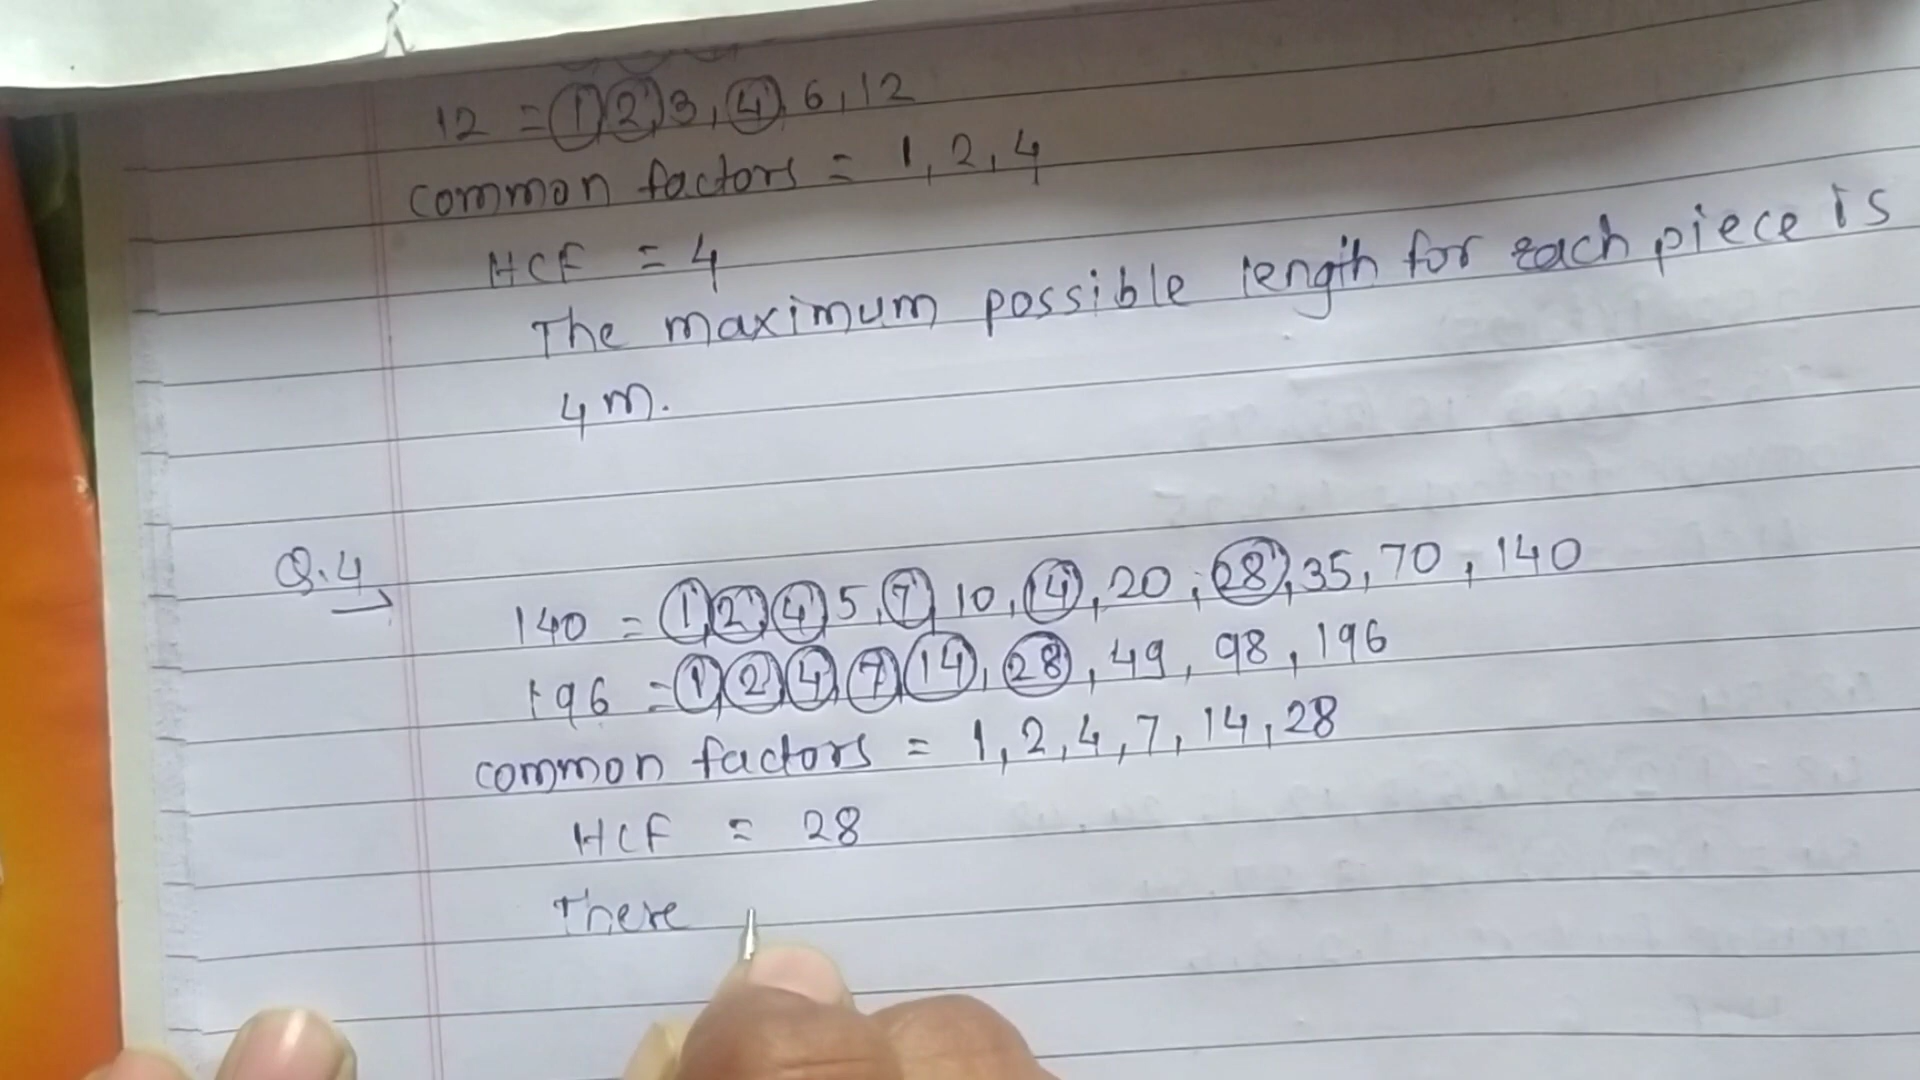 12 = 1, 2, 3, 4, 6, 12
common factors = 1, 2, 4
HCF = 4
The maximum possible length for each piece is
4 m.
Q.4
140 = 1, 2, 4, 5, 7, 10, 14, 20, 28, 35, 70, 140
196 = 1, 2, 4, 7, 14, 28, 49, 98, 196
common factors = 1, 2, 4, 7, 14, 28
HCF = 28
There